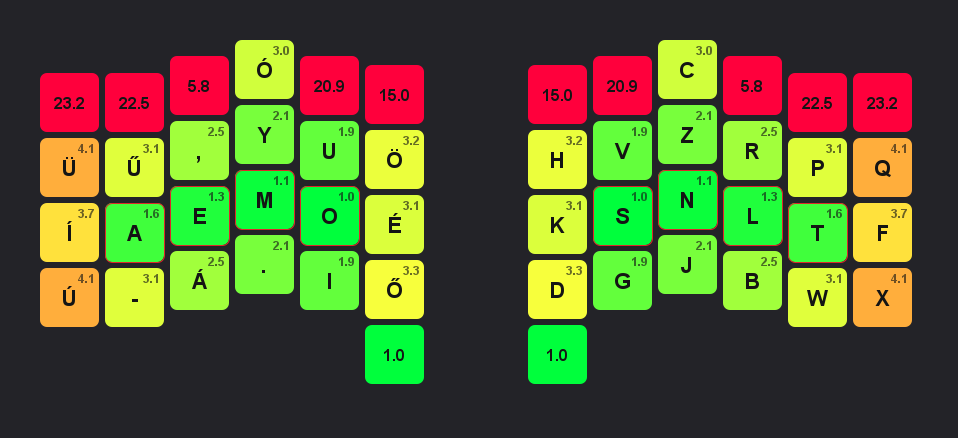 23.2 22.5 5.8 3.0 Ó 20.9 15.0 15.0 20.9 3.0 C 5.8 22.5 23.2
4.1 Ü 3.1 Ű 2.5 , 2.1 Y 1.9 U 3.2 Ö 3.2 H 1.9 V 2.1 Z 2.5 R 3.1 P 4.1 Q
3.7 Í 1.6 A 1.3 E 1.1 M 1.0 O 3.1 É 3.1 K 1.0 S 1.1 N 1.3 L 1.6 T 3.7 F
4.1 Ú 3.1 - 2.5 Á 2.1 . 1.9 I 3.3 Ő 3.3 D 1.9 G 2.1 J 2.5 B 3.1 W 4.1 X
1.0 1.0